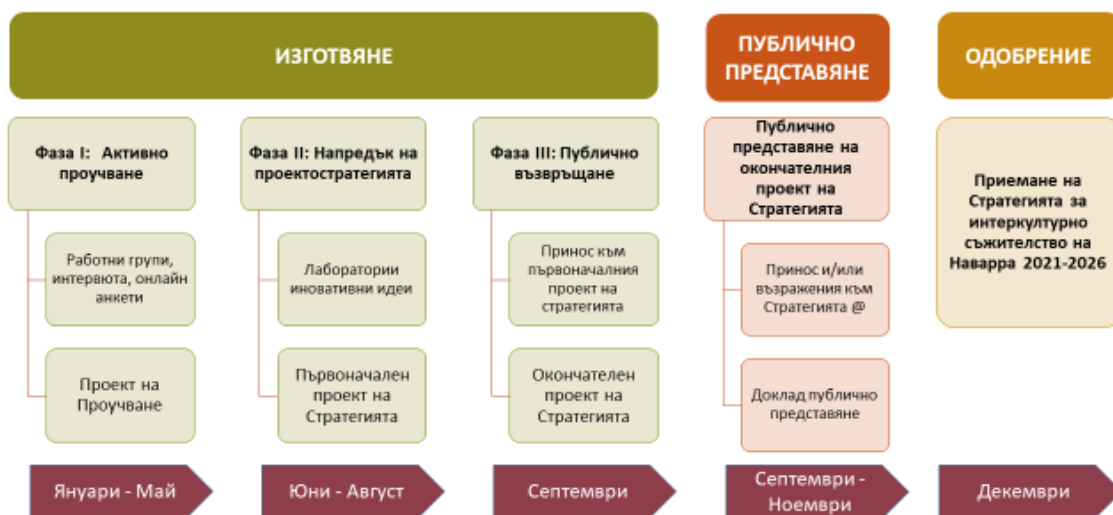 ИЗГОТВЯНЕ
ПУБЛИЧНО
ПРЕДСТАВЯНЕ
ОДОБРЕНИЕ
Фаза I: Активно
проучване
Работни групи,
интервюта, онлайн
анкети
Проект на
Проучване
Фаза II: Напредък на
проектостратегията
Лаборатории
иновативни идеи
Първоначален
проект на
Стратегията
Фаза III: Публично
възвръщане
Принос към
първоначалния
проект на
стратегията
Окончателен
проект на
Стратегията
Публично
представяне на
окончателния
проект на
Стратегията
Принос и/или
възражения към
Стратегията @
Доклад публично
представяне
Приемане на
Стратегията за
интеркултурно
съжителство на
Наварра 2021-2026
Януари - Май
Юни - Август
Септември
Септември -
Ноември
Декември